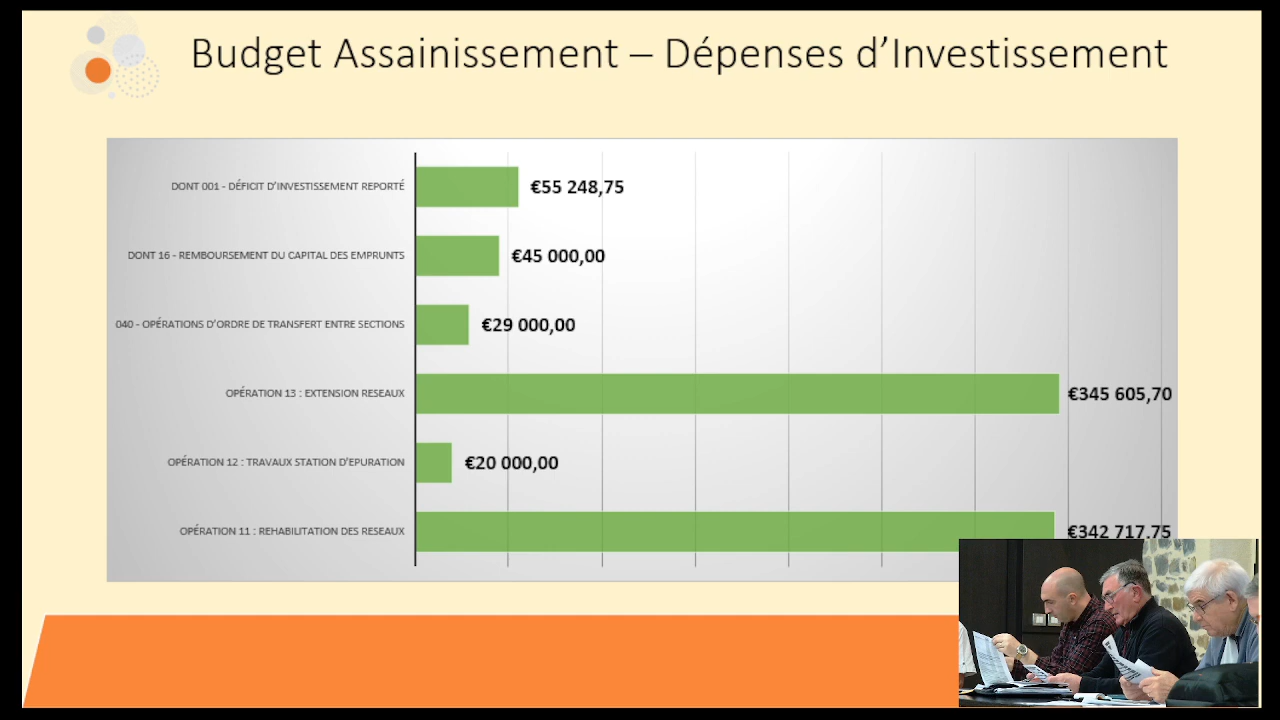 Budget Assainissement – Dépenses d’Investissement
DONT 001 - DÉFICIT D’INVESTISSEMENT REPORTÉ
€55 248,75
DONT 16 - REMBOURSEMENT DU CAPITAL DES EMPRUNTS
€45 000,00
040 - OPÉRATIONS D’ORDRE DE TRANSFERT ENTRE SECTIONS
€29 000,00
OPÉRATION 13 : EXTENSION RESEAUX
€345 605,70
OPÉRATION 12 : TRAVAUX STATION D’EPURATION
€20 000,00
OPÉRATION 11 : REHABILITATION DES RESEAUX
€342 717,75